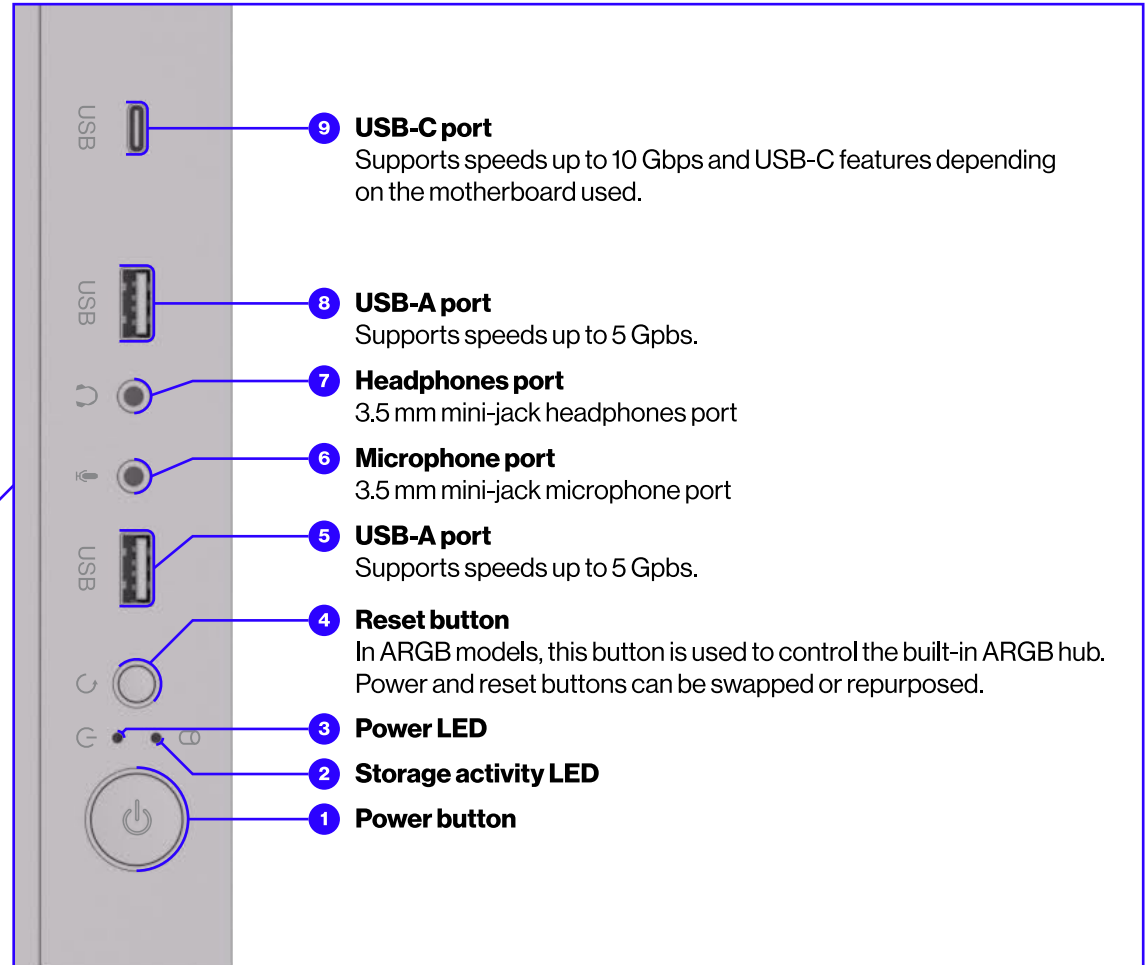 USB
9 USB-C port
Supports speeds up to 10 Gbps and USB-C features depending
on the motherboard used.
USB
8 USB-A port
Supports speeds up to 5 Gpbs.
7 Headphones port
3.5 mm mini-jack headphones port
6 Microphone port
3.5 mm mini-jack microphone port
USB
5 USB-A port
Supports speeds up to 5 Gpbs.
4 Reset button
In ARGB models, this button is used to control the built-in ARGB hub.
Power and reset buttons can be swapped or repurposed.
3 Power LED
2 Storage activity LED
1 Power button